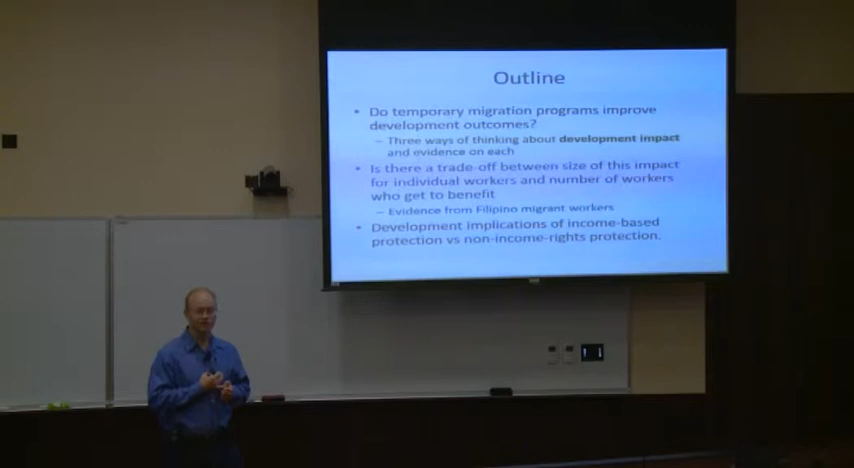 Outline
• Do temporary migration programs improve
development outcomes?
– Three ways of thinking about development impact
and evidence on each
• Is there a trade-off between size of this impact
for individual workers and number of workers
who get to benefit
– Evidence from Filipino migrant workers
• Development implications of income-based
protection vs non-income-rights protection.